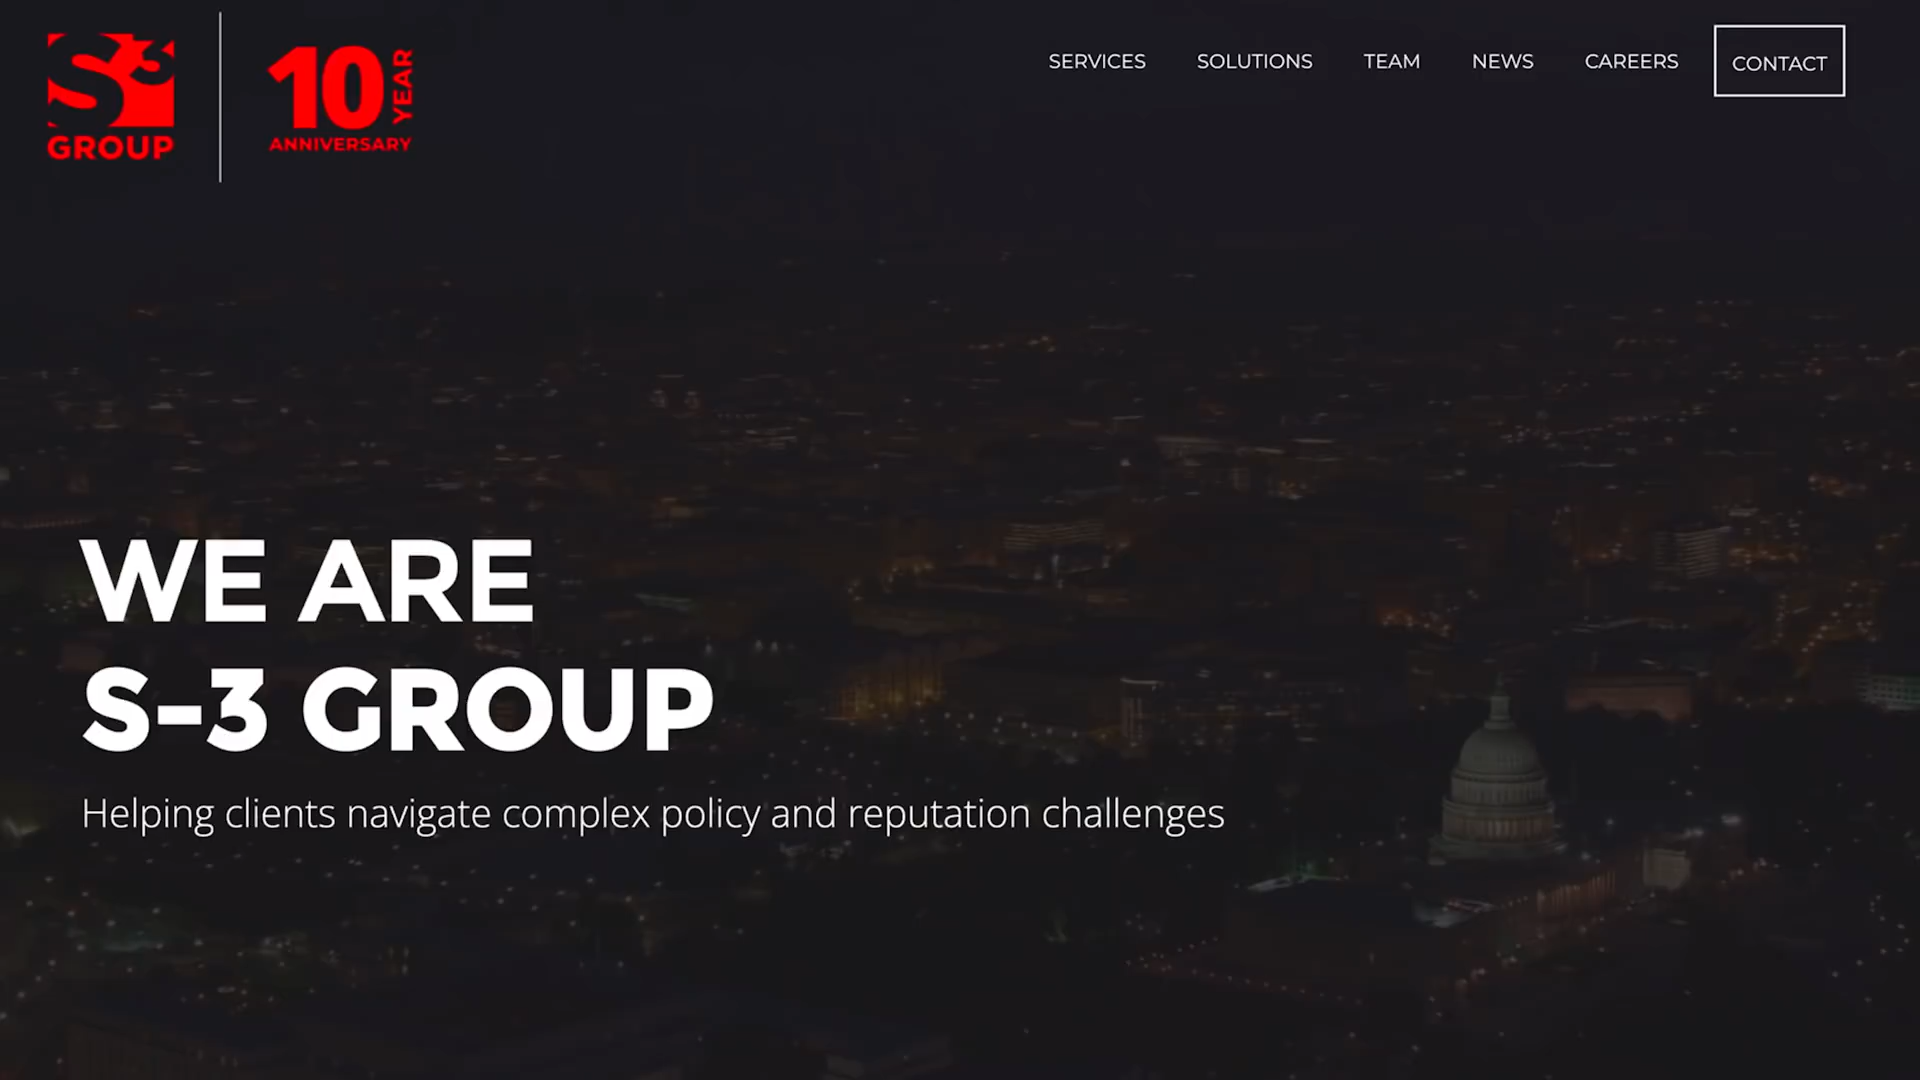 S3
GROUP
10 YEAR
ANNIVERSARY
SERVICES
SOLUTIONS
TEAM
NEWS
CAREERS
CONTACT
WE ARE
S-3 GROUP
Helping clients navigate complex policy and reputation challenges